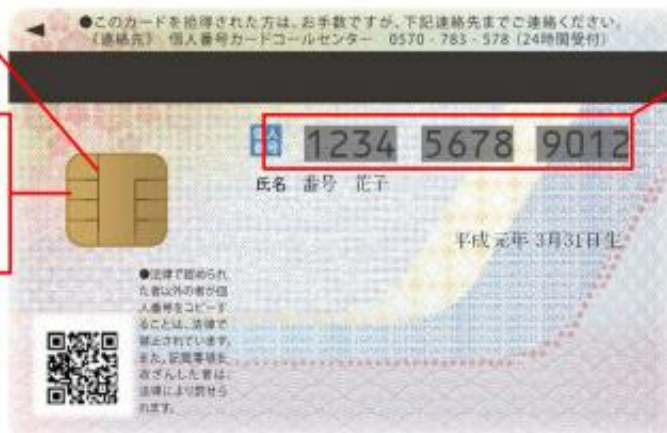 ●このカードを拾得された方は、お手数ですが、下記連絡先までご連絡ください。
《連絡先》 個人番号カードコールセンター 0570-783-578（24時間受付）
個人番号 1234 5678 9012
氏名 番号 花子
平成元年 3月31日生
●法律で認められ
た者以外の者が個
人番号をコピーす
ることは、法律で
禁止されています。
また、記載事項を
改ざんした者は、
法律により罰せら
れます。